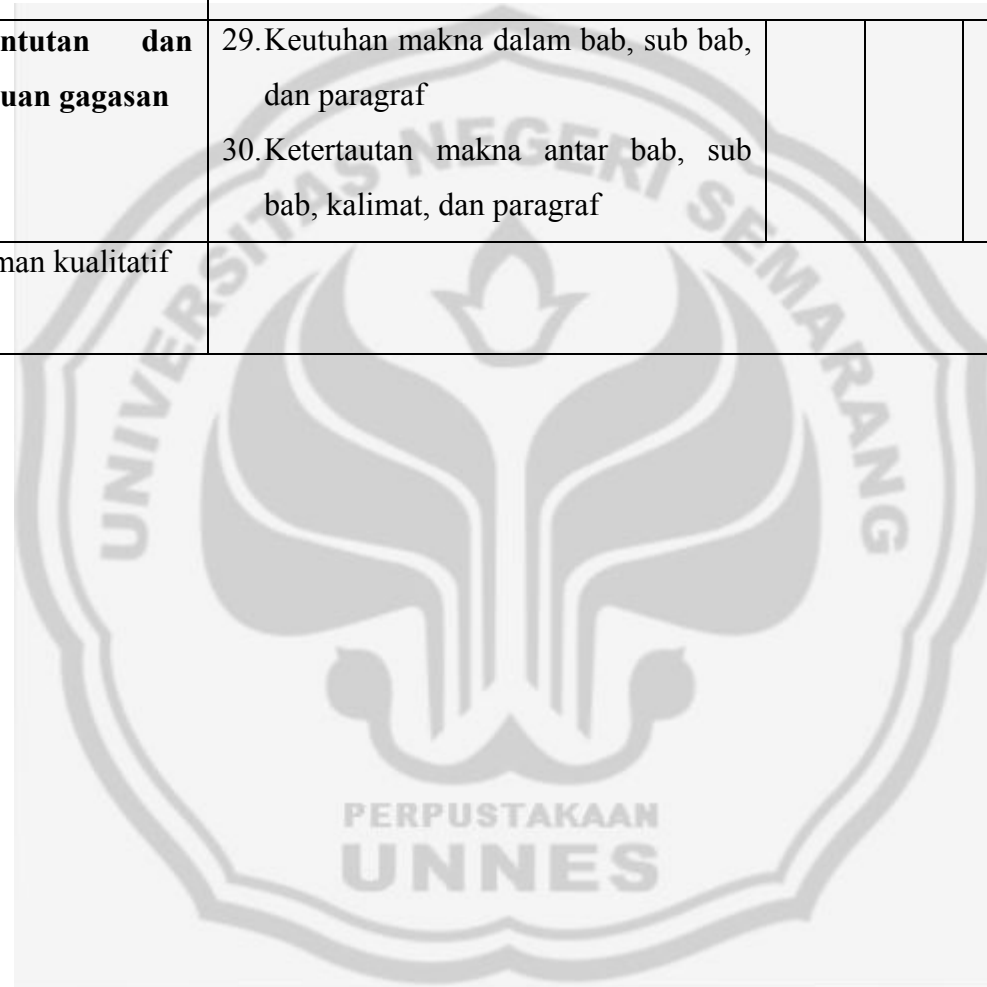 ntutan dan
uan gagasan
29. Keutuhan makna dalam bab, sub bab,
dan paragraf
30. Ketertautan makna antar bab, sub
bab, kalimat, dan paragraf
man kualitatif
UNIVERSITAS NEGERI SEMARANG
PERPUSTAKAAN
UNNES